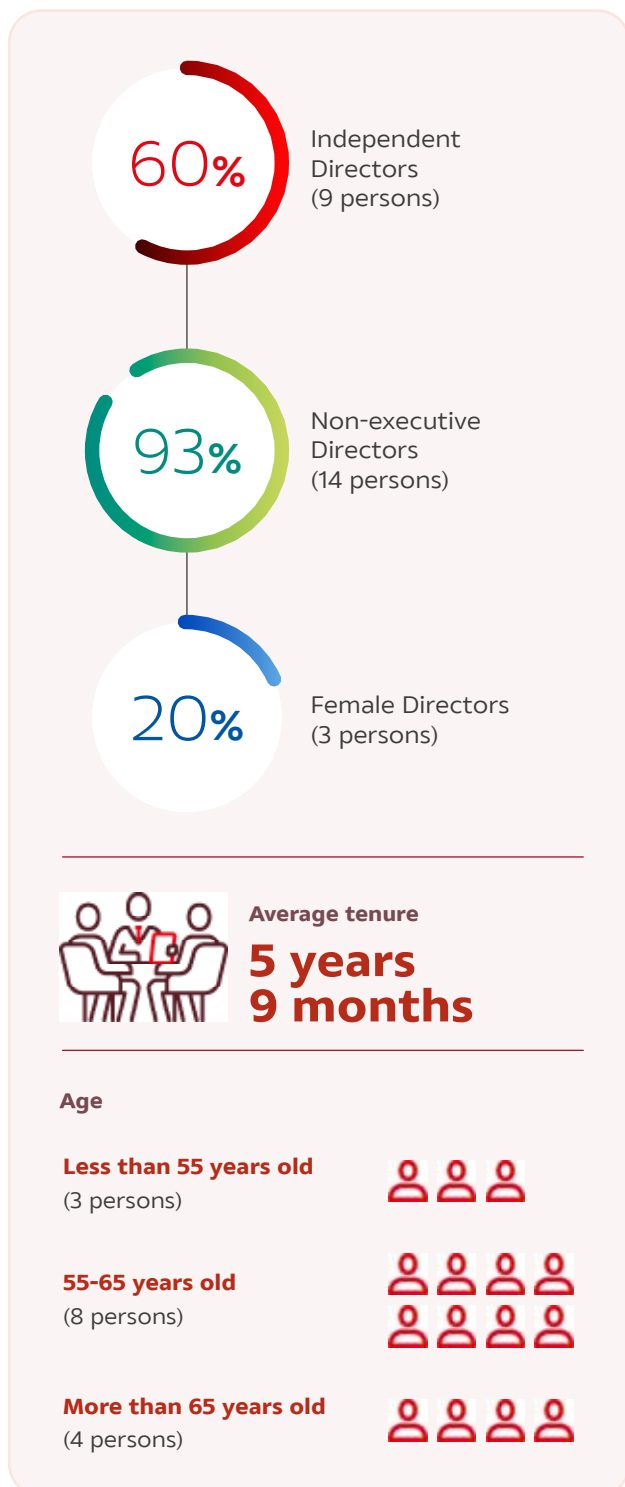 60%
Independent
Directors
(9 persons)
93%
Non-executive
Directors
(14 persons)
20%
Female Directors
(3 persons)
Average tenure
5 years
9 months
Age
Less than 55 years old
(3 persons)
55-65 years old
(8 persons)
More than 65 years old
(4 persons)